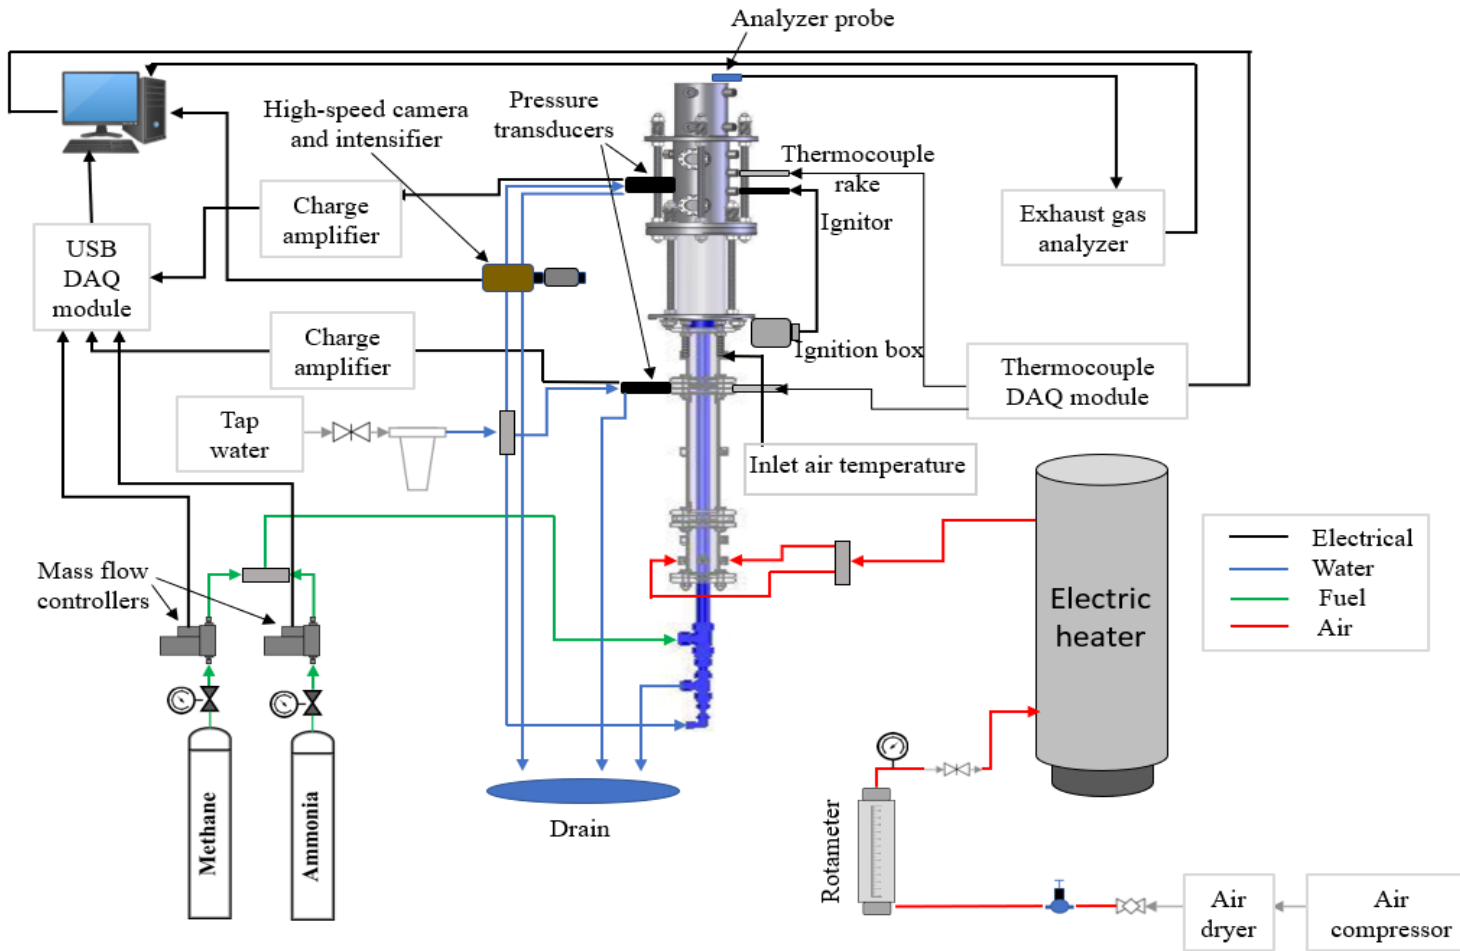 Analyzer probe
High-speed camera
and intensifier
Pressure
transducers
Thermocouple
rake
Ignitor
Charge
amplifier
Exhaust gas
analyzer
USB
DAQ
module
Charge
amplifier
Ignition box
Thermocouple
DAQ module
Tap
water
Inlet air temperature
Electrical
Water
Fuel
Air
Mass flow
controllers
Electric
heater
Methane
Ammonia
Drain
Rotameter
Air
dryer
Air
compressor